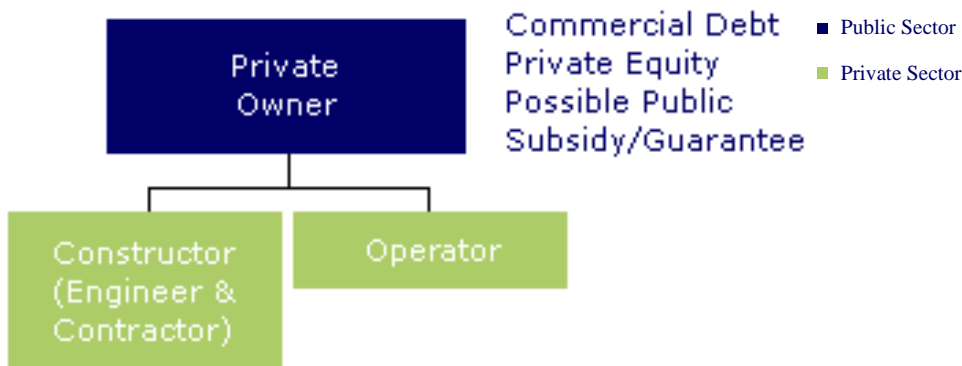 Private
Owner
Commercial Debt
Private Equity
Possible Public
Subsidy/Guarantee
Public Sector
Private Sector
Constructor
(Engineer &
Contractor)
Operator